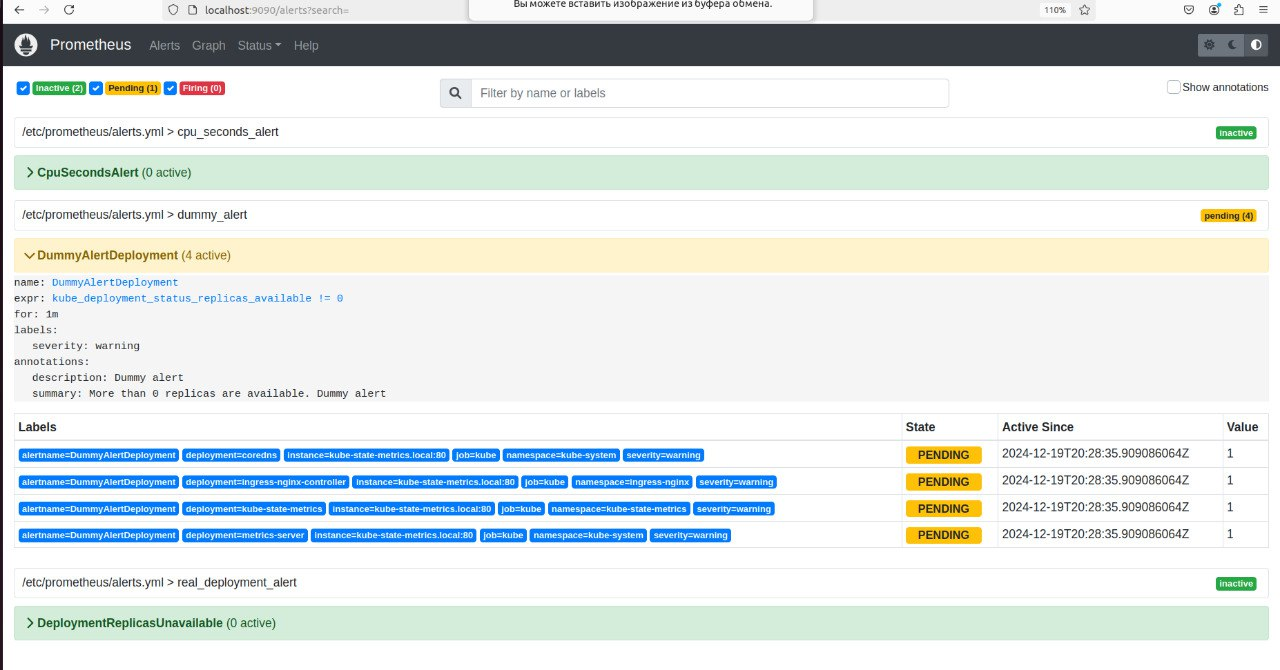 localhost:9090/alerts?search=
Вы можете вставить изображение из буфера обмена.
110%
Prometheus Alerts Graph Status Help
Inactive (2) Pending (1) Firing (0)
Filter by name or labels
Show annotations
/etc/prometheus/alerts.yml > cpu_seconds_alert inactive
CpuSecondsAlert (0 active)
/etc/prometheus/alerts.yml > dummy_alert pending (4)
DummyAlertDeployment (4 active)
name: DummyAlertDeployment
expr: kube_deployment_status_replicas_available != 0
for: 1m
labels:
severity: warning
annotations:
description: Dummy alert
summary: More than 0 replicas are available. Dummy alert
Labels State Active Since Value
alertname=DummyAlertDeployment deployment=coredns instance=kube-state-metrics.local:80 job=kube namespace=kube-system severity=warning PENDING 2024-12-19T20:28:35.909086064Z 1
alertname=DummyAlertDeployment deployment=ingress-nginx-controller instance=kube-state-metrics.local:80 job=kube namespace=ingress-nginx severity=warning PENDING 2024-12-19T20:28:35.909086064Z 1
alertname=DummyAlertDeployment deployment=kube-state-metrics instance=kube-state-metrics.local:80 job=kube namespace=kube-state-metrics severity=warning PENDING 2024-12-19T20:28:35.909086064Z 1
alertname=DummyAlertDeployment deployment=metrics-server instance=kube-state-metrics.local:80 job=kube namespace=kube-system severity=warning PENDING 2024-12-19T20:28:35.909086064Z 1
/etc/prometheus/alerts.yml > real_deployment_alert inactive
DeploymentReplicasUnavailable (0 active)